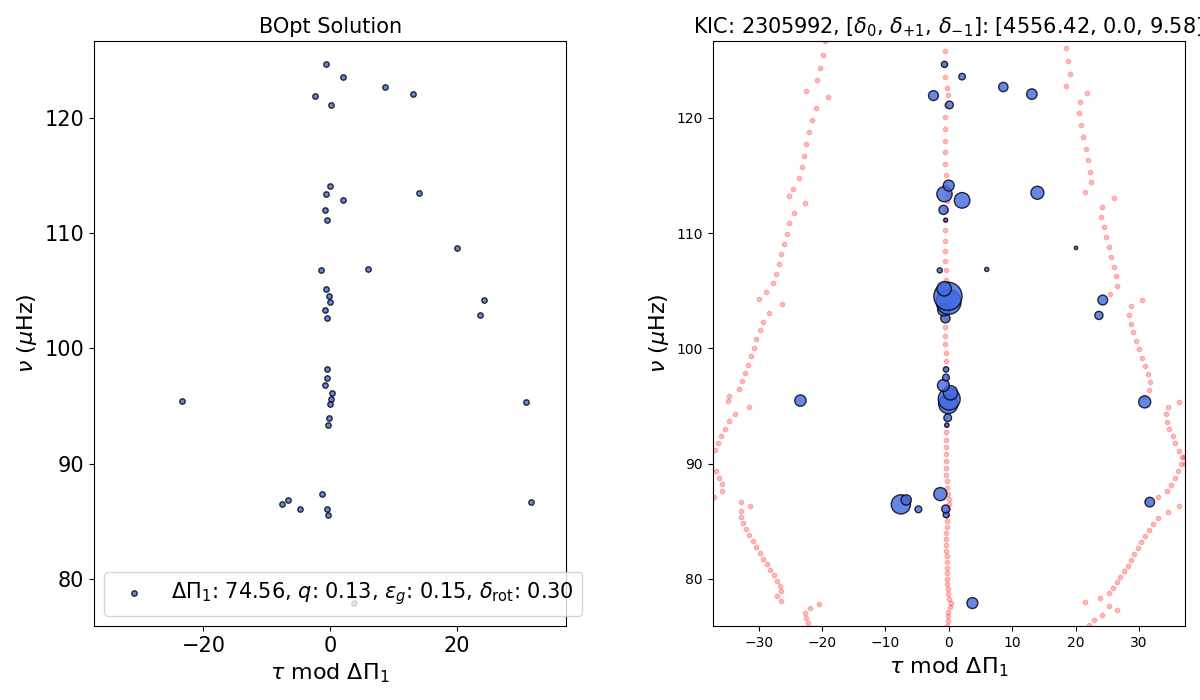 BOpt Solution
KIC: 2305992, [δ₀, δ₊₁, δ₋₁]: [4556.42, 0.0, 9.58]
120
110
100
90
80
ν (μHz)
ΔΠ₁: 74.56, q: 0.13, ε_g: 0.15, δ_rot: 0.30
−20
0
20
τ mod ΔΠ₁
120
110
100
90
80
ν (μHz)
−30
−20
−10
0
10
20
30
τ mod ΔΠ₁